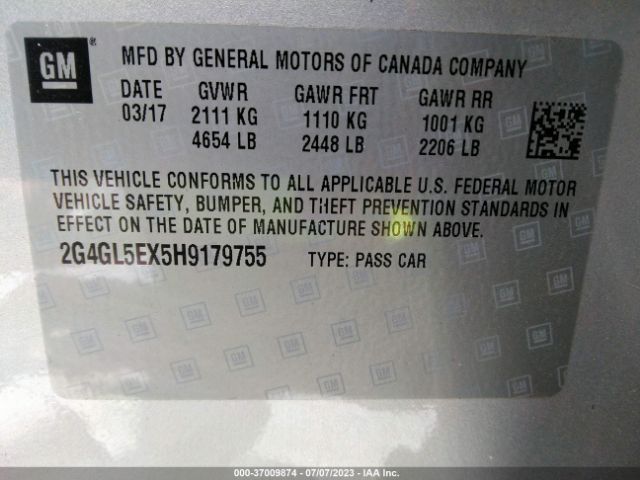 GM ®
MFD BY GENERAL MOTORS OF CANADA COMPANY
DATE GVWR GAWR FRT GAWR RR
03/17 2111 KG 1110 KG 1001 KG
4654 LB 2448 LB 2206 LB
THIS VEHICLE CONFORMS TO ALL APPLICABLE U.S. FEDERAL MOTOR
VEHICLE SAFETY, BUMPER, AND THEFT PREVENTION STANDARDS IN
EFFECT ON THE DATE OF MANUFACTURE SHOWN ABOVE.
2G4GL5EX5H9179755 TYPE: PASS CAR
000-37009874 / 07/07/2023 - IAA Inc.